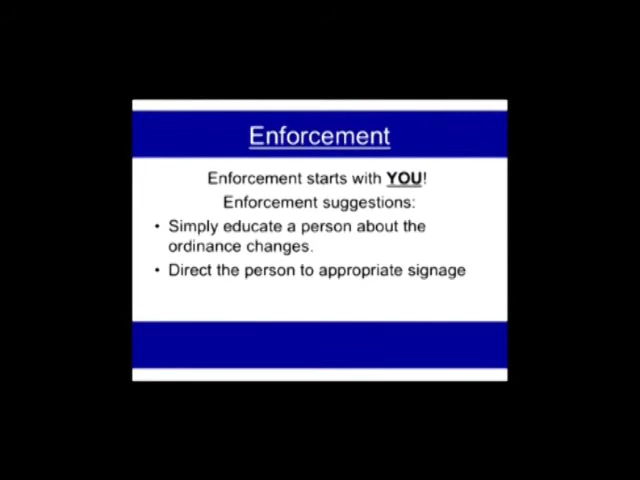 Enforcement
Enforcement starts with YOU!
Enforcement suggestions:
• Simply educate a person about the
ordinance changes.
• Direct the person to appropriate signage